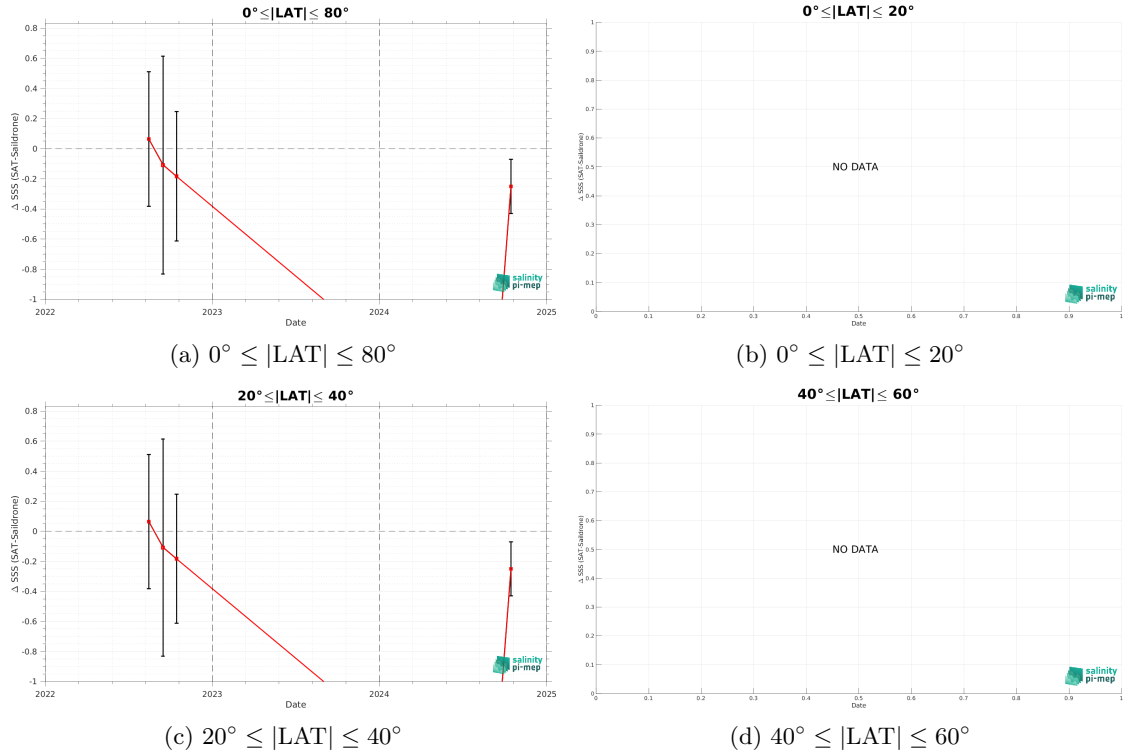 0°≤|LAT|≤ 80°
0.8
0.6
0.4
0.2
0
-0.2
-0.4
-0.6
-0.8
-1
Δ SSS (SAT-Saildrone)
2022
2023
2024
2025
Date
salinity
pi-mep
(a) 0° ≤ |LAT| ≤ 80°
0°≤|LAT|≤ 20°
1
0.9
0.8
0.7
0.6
0.5
0.4
0.3
0.2
0.1
0
Δ SSS (SAT-Saildrone)
NO DATA
0
0.1
0.2
0.3
0.4
0.5
0.6
0.7
0.8
0.9
1
Date
salinity
pi-mep
(b) 0° ≤ |LAT| ≤ 20°
20°≤|LAT|≤ 40°
0.8
0.6
0.4
0.2
0
-0.2
-0.4
-0.6
-0.8
-1
Δ SSS (SAT-Saildrone)
2022
2023
2024
2025
Date
salinity
pi-mep
(c) 20° ≤ |LAT| ≤ 40°
40°≤|LAT|≤ 60°
1
0.9
0.8
0.7
0.6
0.5
0.4
0.3
0.2
0.1
0
Δ SSS (SAT-Saildrone)
NO DATA
0
0.1
0.2
0.3
0.4
0.5
0.6
0.7
0.8
0.9
1
Date
salinity
pi-mep
(d) 40° ≤ |LAT| ≤ 60°